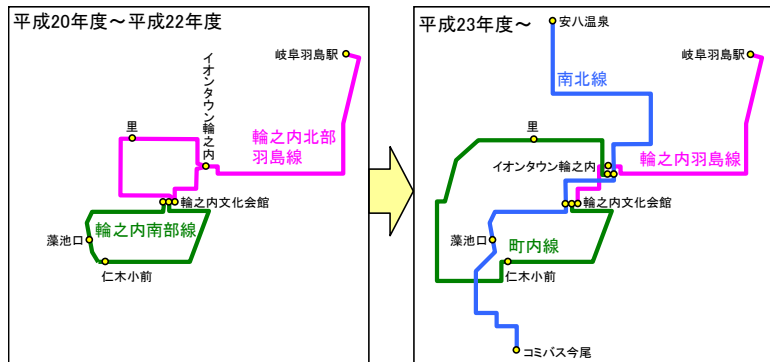 平成20年度~平成22年度
岐阜羽島駅
イオンタウン輪之内
里
輪之内北部
羽島線
輪之内文化会館
輪之内南部線
藻池口
仁木小前
平成23年度~
安八温泉
岐阜羽島駅
南北線
里
イオンタウン輪之内
輪之内羽島線
輪之内文化会館
藻池口
町内線
仁木小前
コミバス今尾